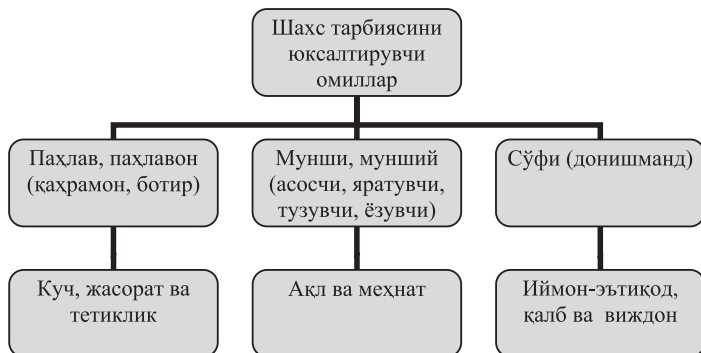 Шахс тарбиясини
юксалтирувчи
омиллар
Паҳлав, паҳлавон
(қаҳрамон, ботир)
Мунши, мунший
(асосчи, яратувчи,
тузувчи, ёзувчи)
Сўфи (донишманд)
Куч, жасорат ва
тетиклик
Ақл ва меҳнат
Иймон-эътиқод,
қалб ва виждон